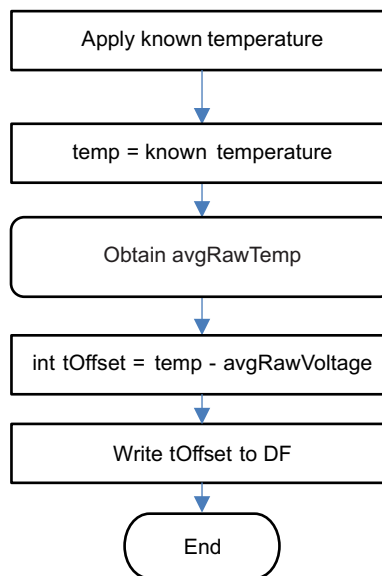 Apply known temperature
temp = known temperature
Obtain avgRawTemp
int tOffset = temp - avgRawVoltage
Write tOffset to DF
End